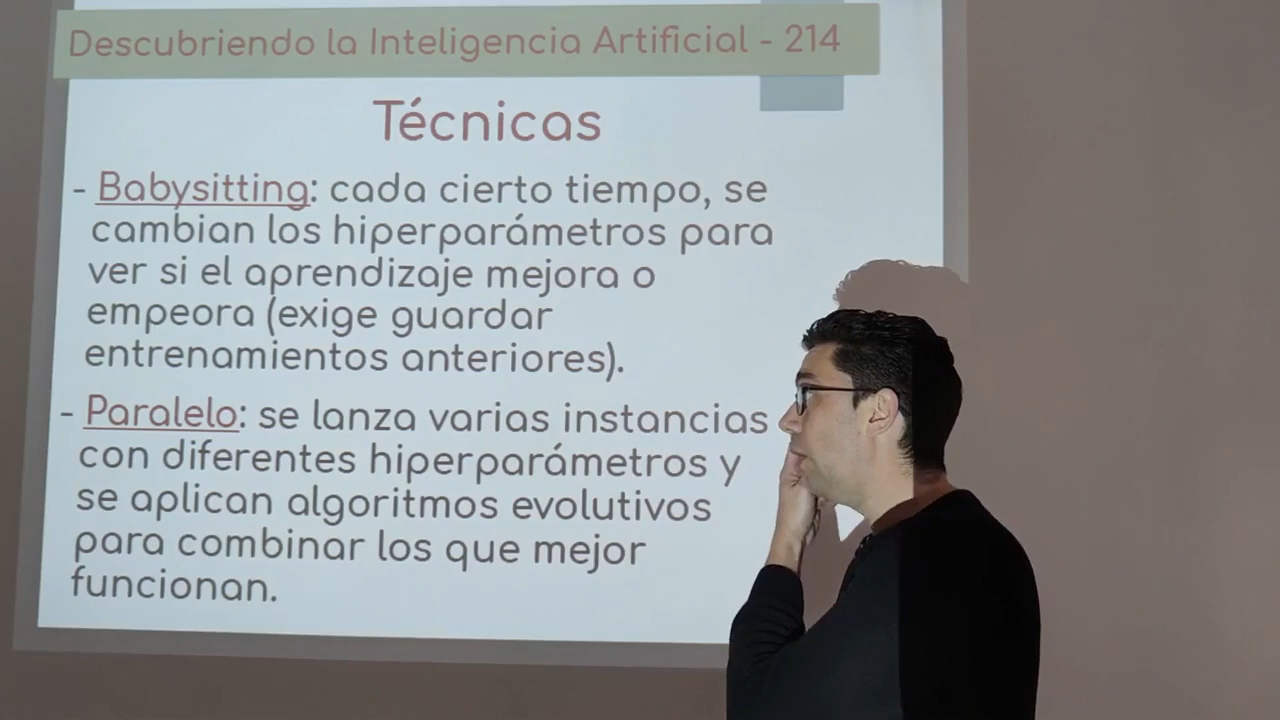 Descubriendo la Inteligencia Artificial - 214
Técnicas
- Babysitting: cada cierto tiempo, se
cambian los hiperparámetros para
ver si el aprendizaje mejora o
empeora (exige guardar
entrenamientos anteriores).
- Paralelo: se lanza varias instancias
con diferentes hiperparámetros y
se aplican algoritmos evolutivos
para combinar los que mejor
funcionan.